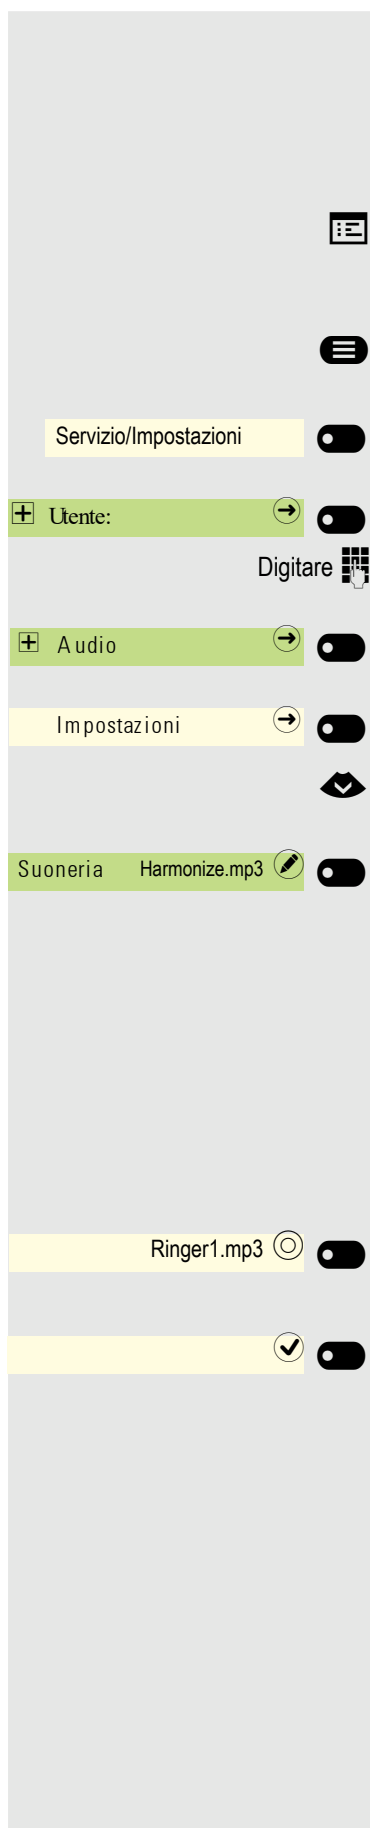 Servizio/Impostazioni
Utente:
Digitare
Audio
Impostazioni
Suoneria Harmonize.mp3
Ringer1.mp3